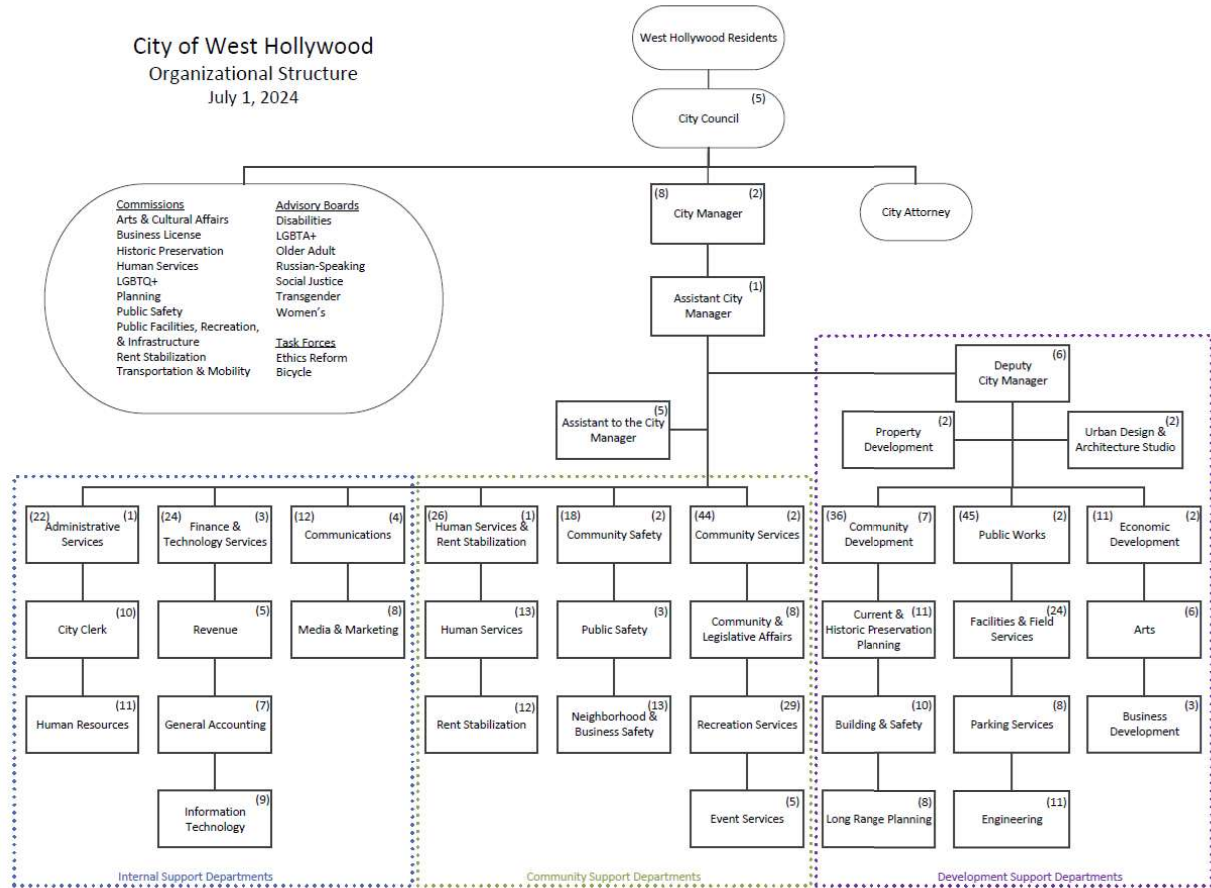 City of West Hollywood
Organizational Structure
July 1, 2024
West Hollywood Residents
(5)
City Council
Commissions
Arts & Cultural Affairs
Business License
Historic Preservation
Human Services
LGBTQ+
Planning
Public Safety
Public Facilities, Recreation,
& Infrastructure
Rent Stabilization
Transportation & Mobility
Advisory Boards
Disabilities
LGBTA+
Older Adult
Russian-Speaking
Social Justice
Transgender
Women's
Task Forces
Ethics Reform
Bicycle
(8) (2)
City Manager
City Attorney
(1)
Assistant City
Manager
(6)
Deputy
City Manager
(5)
Assistant to the City
Manager
(2)
Property
Development
(2)
Urban Design &
Architecture Studio
(22) (1)
Administrative
Services
(24) (3)
Finance &
Technology Services
(12) (4)
Communications
(26) (1)
Human Services &
Rent Stabilization
(18) (2)
Community Safety
(44) (2)
Community Services
(36) (7)
Community
Development
(45) (2)
Public Works
(11) (2)
Economic
Development
(10)
City Clerk
(5)
Revenue
(8)
Media & Marketing
(13)
Human Services
(3)
Public Safety
(8)
Community &
Legislative Affairs
(11)
Current &
Historic Preservation
Planning
(24)
Facilities & Field
Services
(6)
Arts
(11)
Human Resources
(7)
General Accounting
(12)
Rent Stabilization
(13)
Neighborhood &
Business Safety
(29)
Recreation Services
(10)
Building & Safety
(8)
Parking Services
(3)
Business
Development
(9)
Information
Technology
(5)
Event Services
(8)
Long Range Planning
(11)
Engineering
Internal Support Departments
Community Support Departments
Development Support Departments